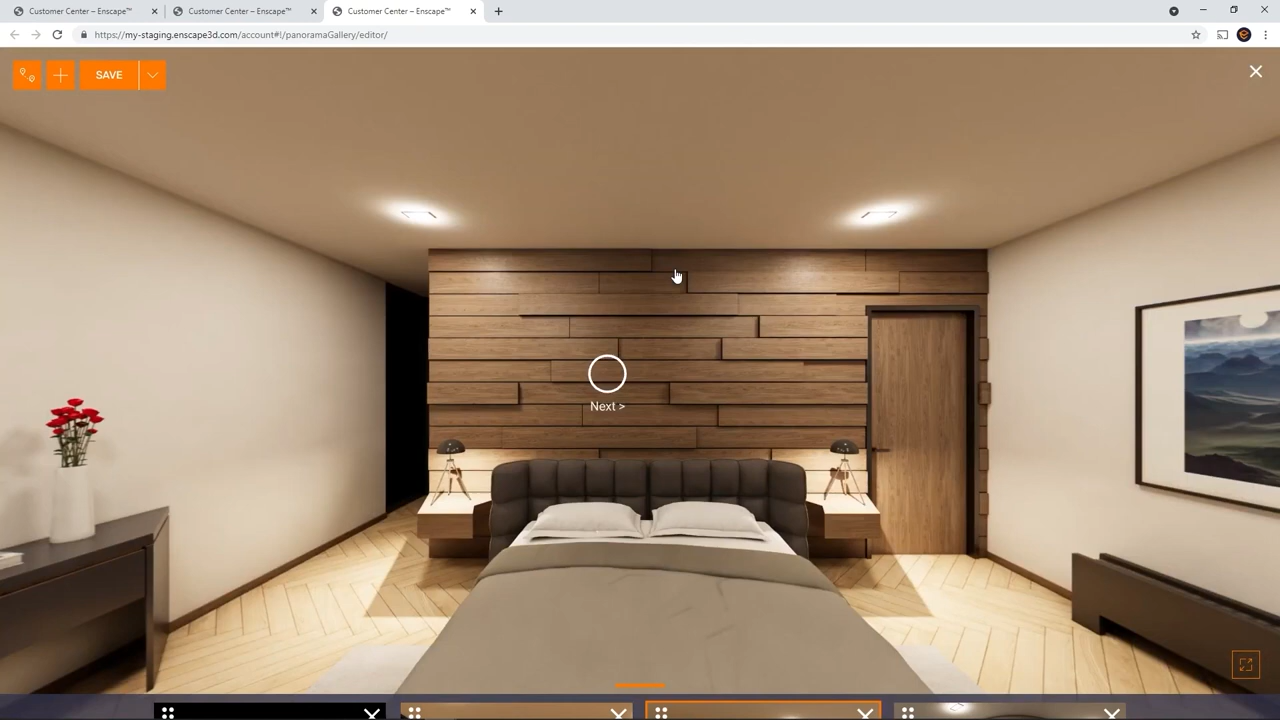 Customer Center – Enscape™
Customer Center – Enscape™
Customer Center – Enscape™
https://my-staging.enscape3d.com/account#!/panoramaGallery/editor/
SAVE
Next >